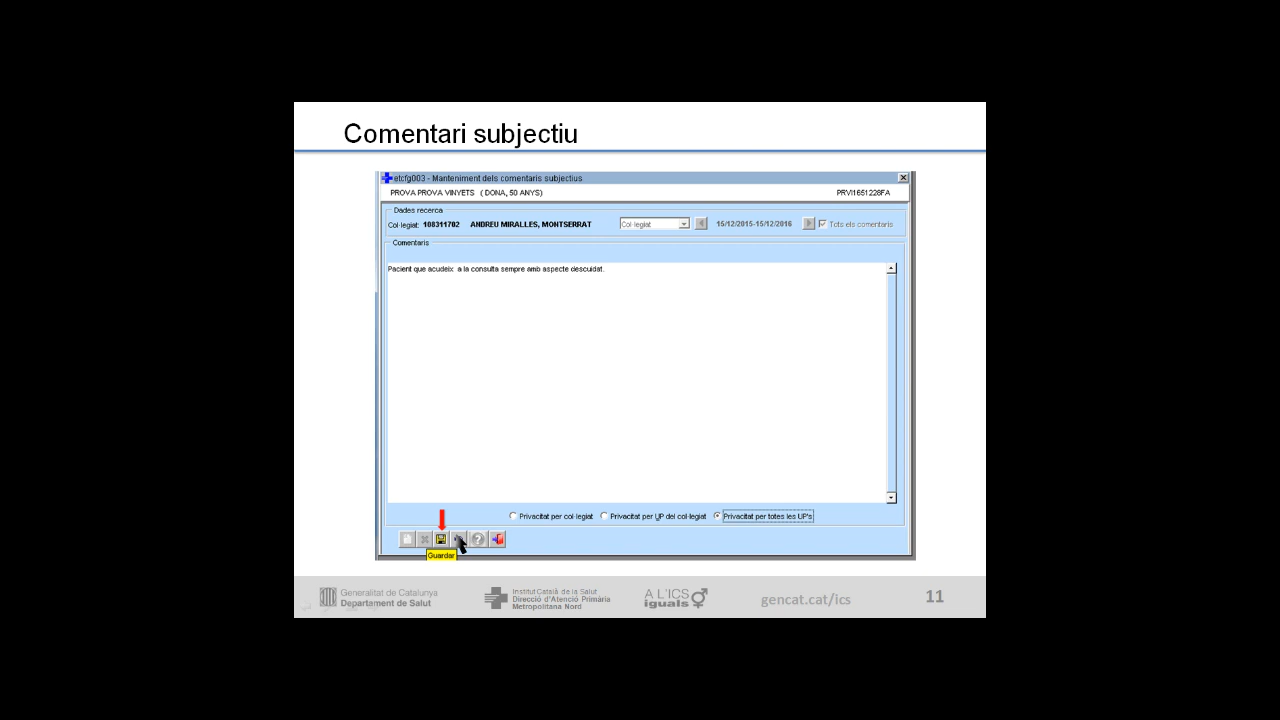 Comentari subjectiu
etcfg003 - Manteniment dels comentaris subjectius
PROVA PROVA VINYETS ( DONA, 50 ANYS) PRVI1651228FA
Dades recerca
Col·legiat: 108311702 ANDREU MIRALLES, MONTSERRAT Col·legiat 15/12/2015-15/12/2016 Tots els comentaris
Comentaris
Pacient que acudeix a la consulta sempre amb aspecte descuidat.
Privacitat per col·legiat Privacitat per UP del col·legiat Privacitat per totes les UP's
Guardar
Generalitat de Catalunya
Departament de Salut
Institut Català de la Salut
Direcció d'Atenció Primària
Metropolitana Nord
A L'ICS
iguals
gencat.cat/ics
11